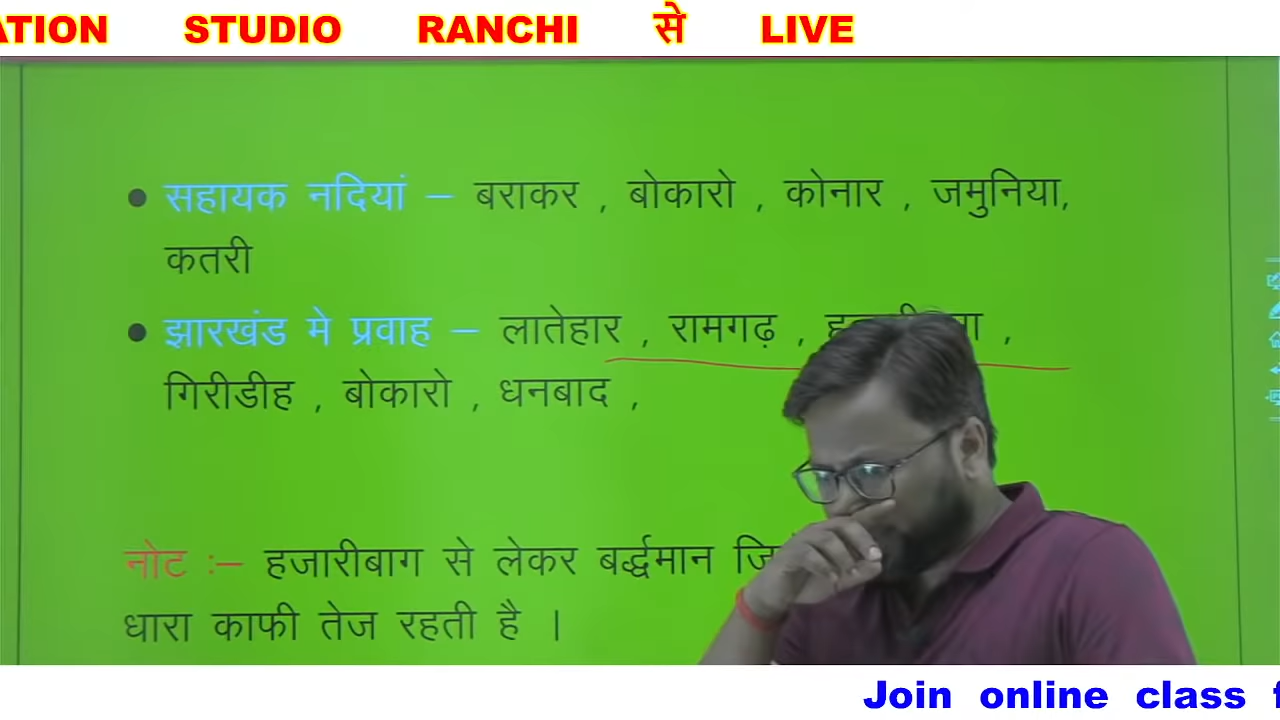 STUDIO RANCHI से LIVE
• सहायक नदियां – बराकर , बोकारो , कोनार , जमुनिया,
कतरी
• झारखंड मे प्रवाह – लातेहार , रामगढ़ ,
गिरीडीह , बोकारो , धनबाद ,
नोट :– हजारीबाग से लेकर बर्द्धमान
धारा काफी तेज रहती है ।
Join online class